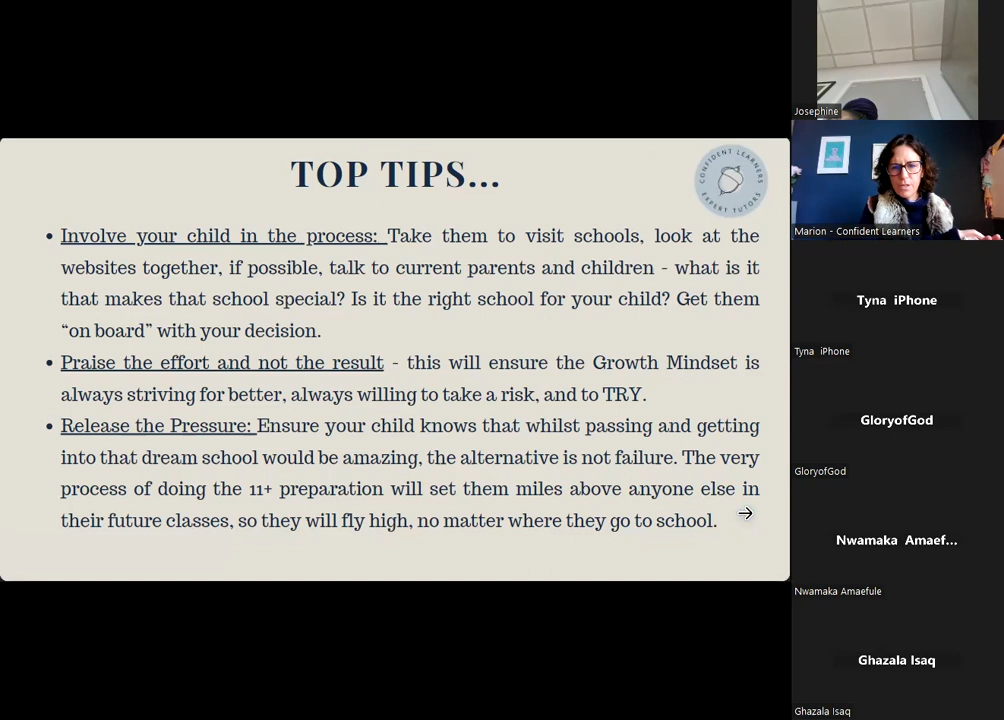 TOP TIPS...
CONFIDENT LEARNERS
EXPERT TUTORS
• Involve your child in the process: Take them to visit schools, look at the
websites together, if possible, talk to current parents and children - what is it
that makes that school special? Is it the right school for your child? Get them
“on board” with your decision.
• Praise the effort and not the result - this will ensure the Growth Mindset is
always striving for better, always willing to take a risk, and to TRY.
• Release the Pressure: Ensure your child knows that whilst passing and getting
into that dream school would be amazing, the alternative is not failure. The very
process of doing the 11+ preparation will set them miles above anyone else in
their future classes, so they will fly high, no matter where they go to school.
Josephine
Marion - Confident Learners
Tyna iPhone
Tyna iPhone
GloryofGod
GloryofGod
Nwamaka Amaef...
Nwamaka Amaefule
Ghazala Isaq
Ghazala Isaq